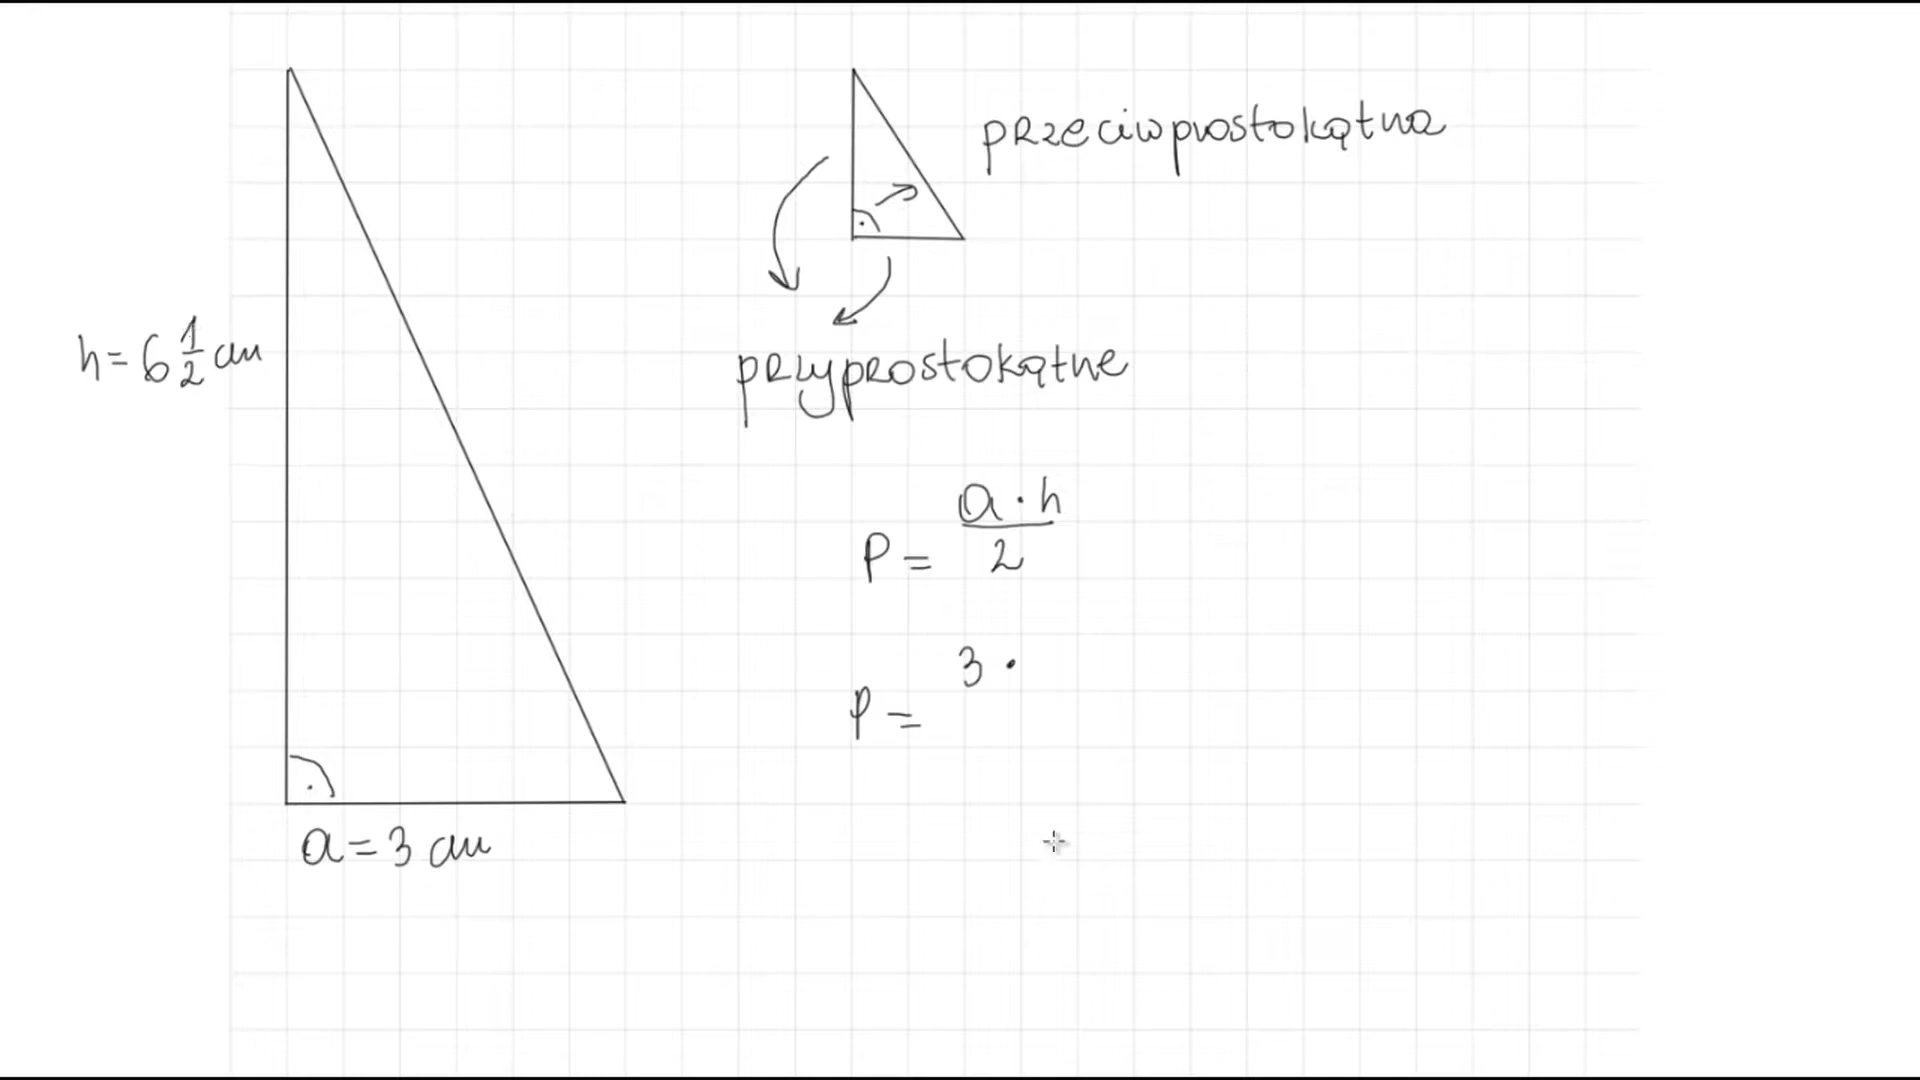 przeciwprostokątna
h = 6 1/2 cm
przyprostokątne
P = a · h / 2
P = 3 ·
a = 3 cm